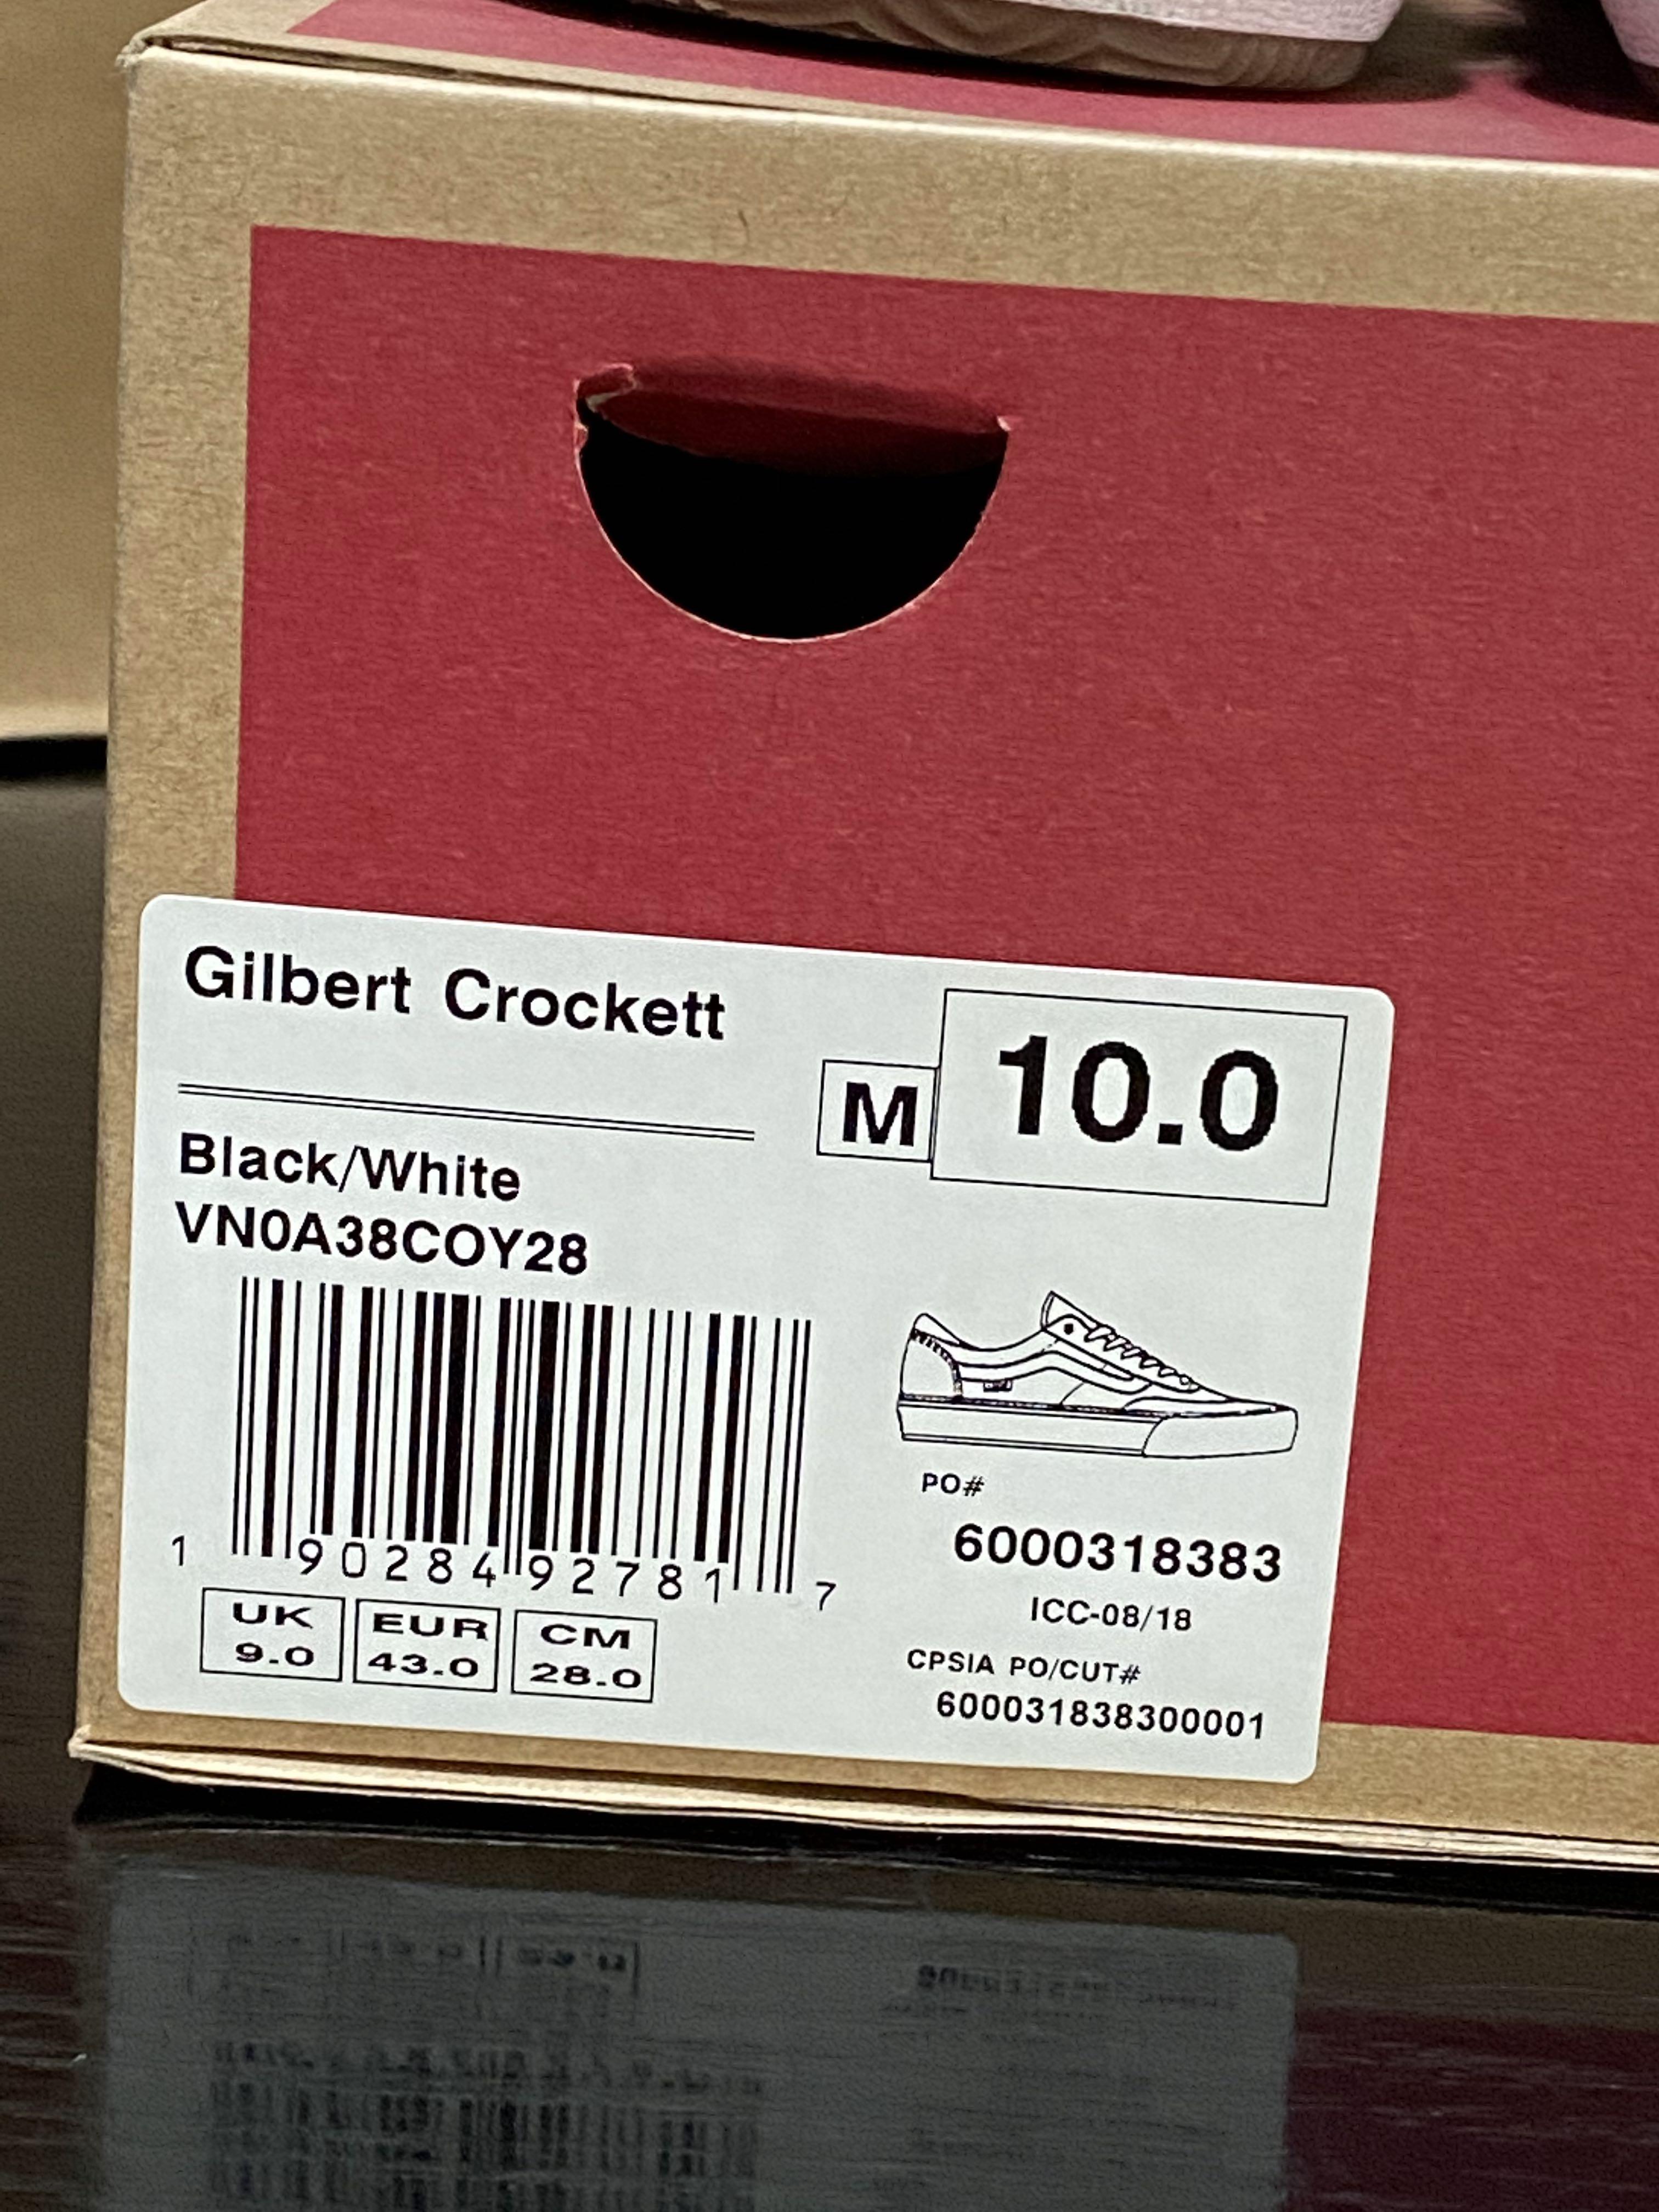 Gilbert Crockett
M 10.0
Black/White
VN0A38COY28
1 90284 92781 7
PO#
6000318383
ICC-08/18
CPSIA PO/CUT#
600031838300001
UK EUR CM
9.0 43.0 28.0